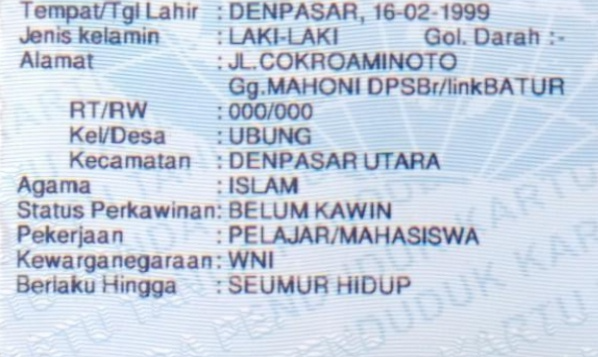 Tempat/Tgl Lahir : DENPASAR, 16-02-1999
Jenis kelamin : LAKI-LAKI Gol. Darah :-
Alamat : JL.COKROAMINOTO
Gg.MAHONI DPSBr/linkBATUR
RT/RW : 000/000
Kel/Desa : UBUNG
Kecamatan : DENPASAR UTARA
Agama : ISLAM
Status Perkawinan: BELUM KAWIN
Pekerjaan : PELAJAR/MAHASISWA
Kewarganegaraan: WNI
Berlaku Hingga : SEUMUR HIDUP